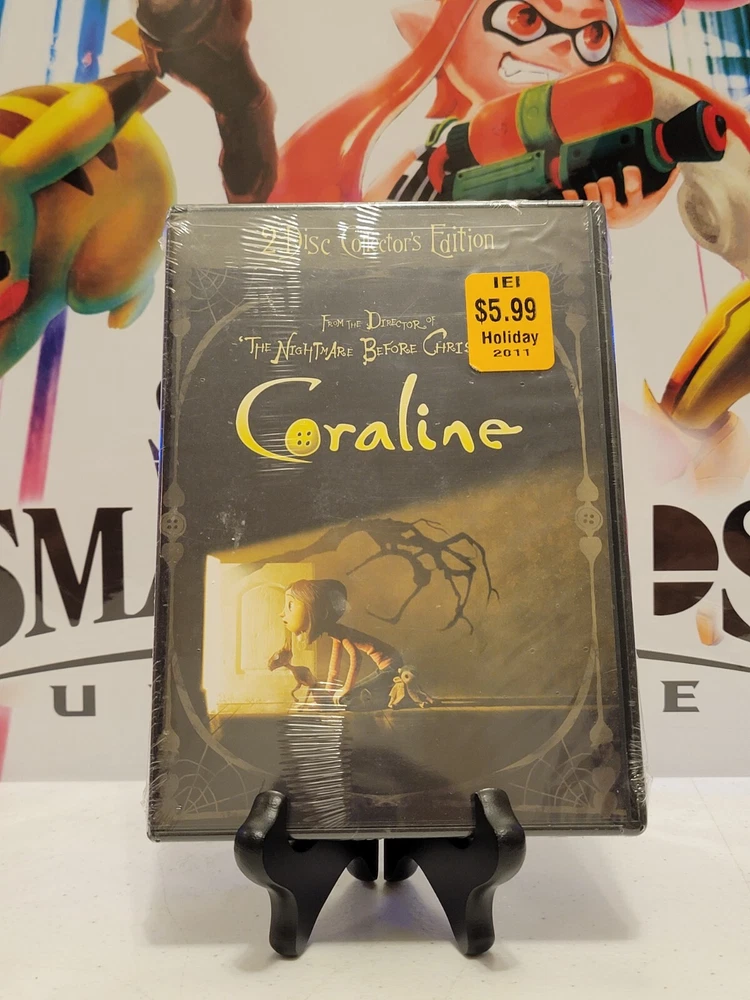 2-Disc Collector's Edition
IEI
$5.99
Holiday
2011
From the Director of
'The Nightmare Before Chris
Coraline
SMA
DS
U
E